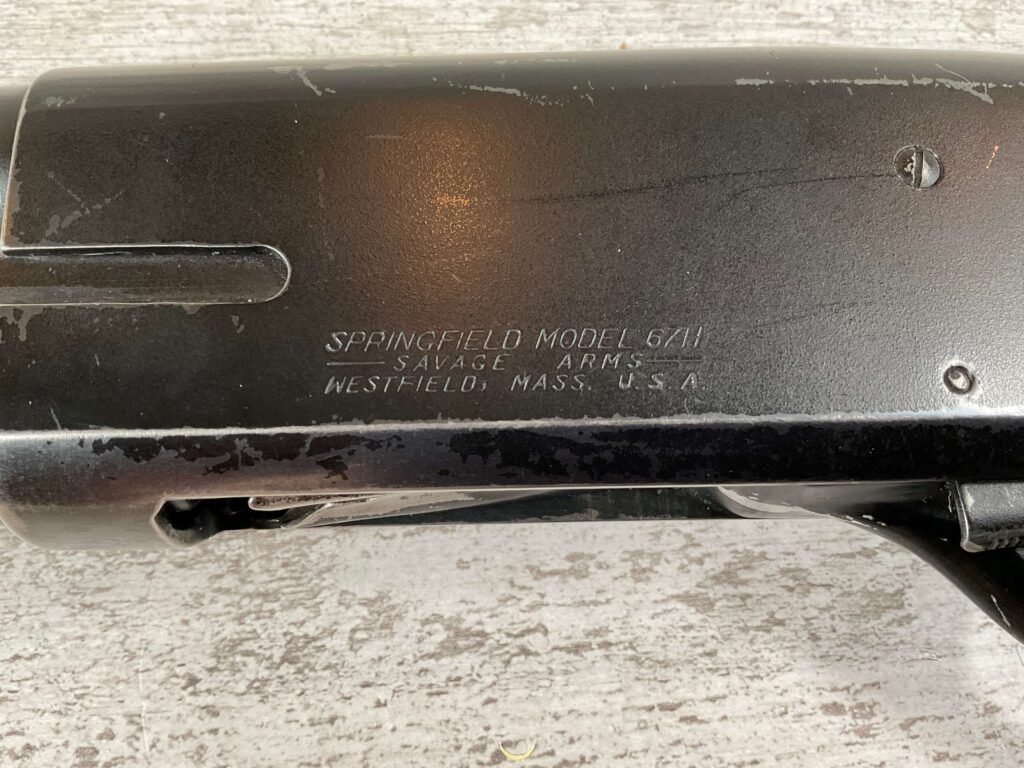 SPRINGFIELD MODEL 67H
SAVAGE ARMS
WESTFIELD, MASS. U.S.A